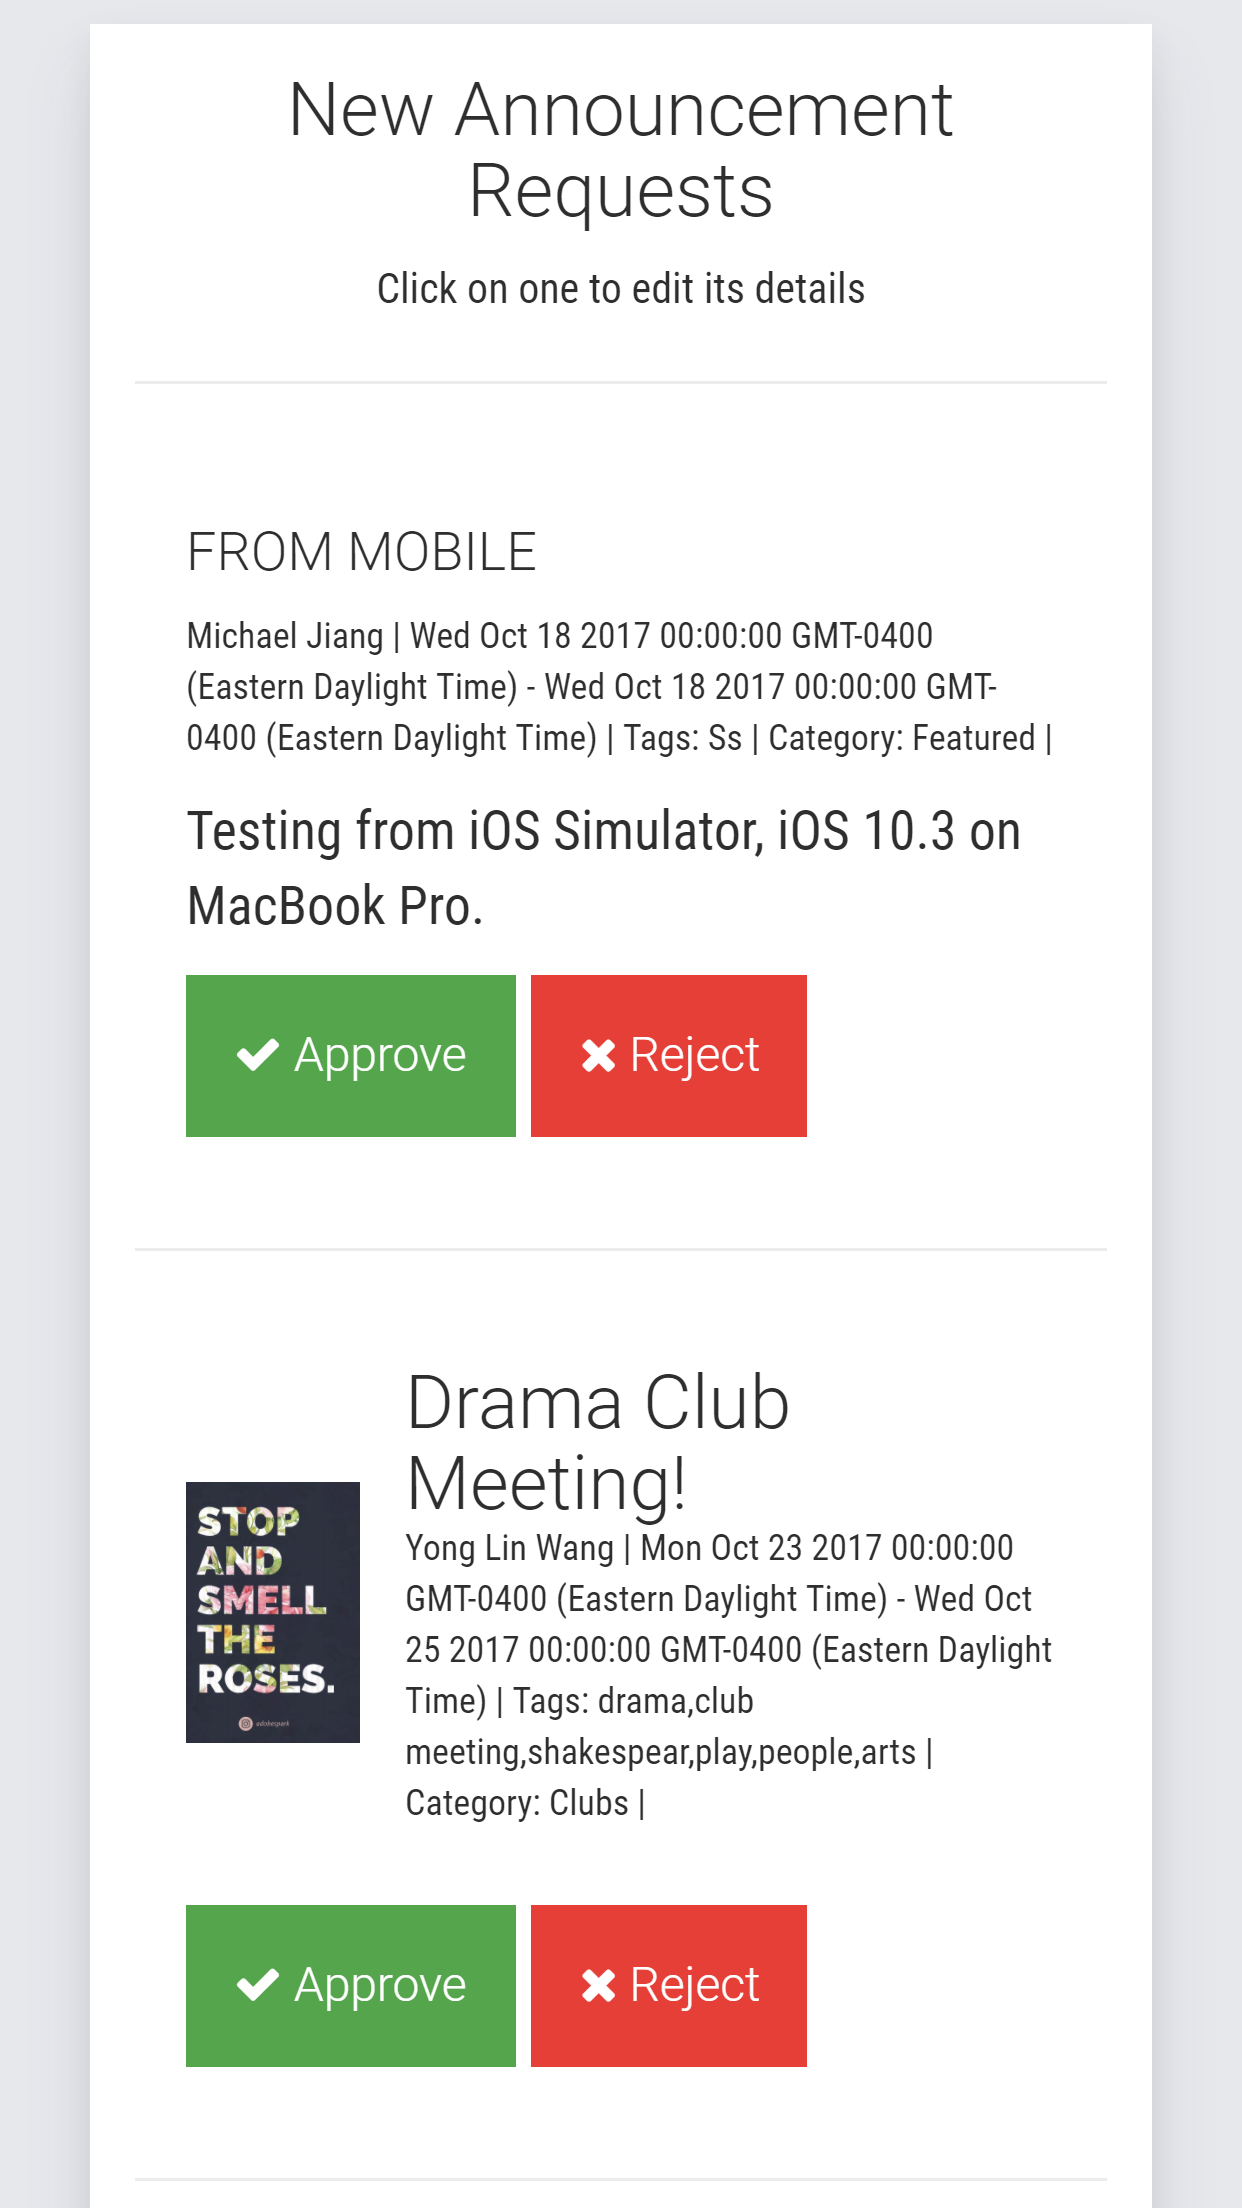 New Announcement
Requests
Click on one to edit its details
FROM MOBILE
Michael Jiang | Wed Oct 18 2017 00:00:00 GMT-0400
(Eastern Daylight Time) - Wed Oct 18 2017 00:00:00 GMT-
0400 (Eastern Daylight Time) | Tags: Ss | Category: Featured |
Testing from iOS Simulator, iOS 10.3 on
MacBook Pro.
Approve Reject
Drama Club
Meeting!
STOP
AND
SMELL
THE
ROSES.
adobespark
Yong Lin Wang | Mon Oct 23 2017 00:00:00
GMT-0400 (Eastern Daylight Time) - Wed Oct
25 2017 00:00:00 GMT-0400 (Eastern Daylight
Time) | Tags: drama,club
meeting,shakespear,play,people,arts |
Category: Clubs |
Approve Reject